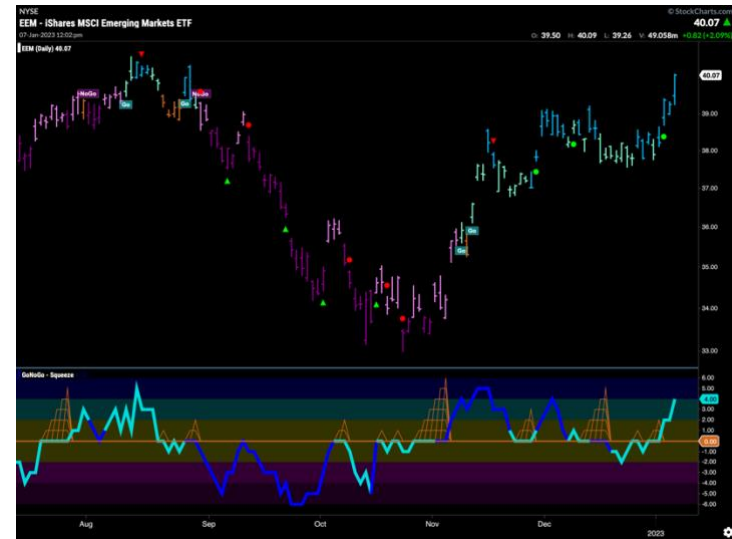 NYSE
© StockCharts.com
EEM - iShares MSCI Emerging Markets ETF
40.07
07-Jan-2023 12:02pm
O: 39.50 H: 40.09 L: 39.26 V: 49.058m +0.82 (+2.09%)
EEM (Daily) 40.07
40.07
NoGo
Go
Go
NoGo
39.00
38.00
37.00
36.00
Go
Go
35.00
34.00
33.00
GoNoGo - Squeeze
6.00
5.00
4.00
3.00
2.00
1.00
0.00
-1.00
-2.00
-3.00
-4.00
-5.00
-6.00
Aug
Sep
Oct
Nov
Dec
2023